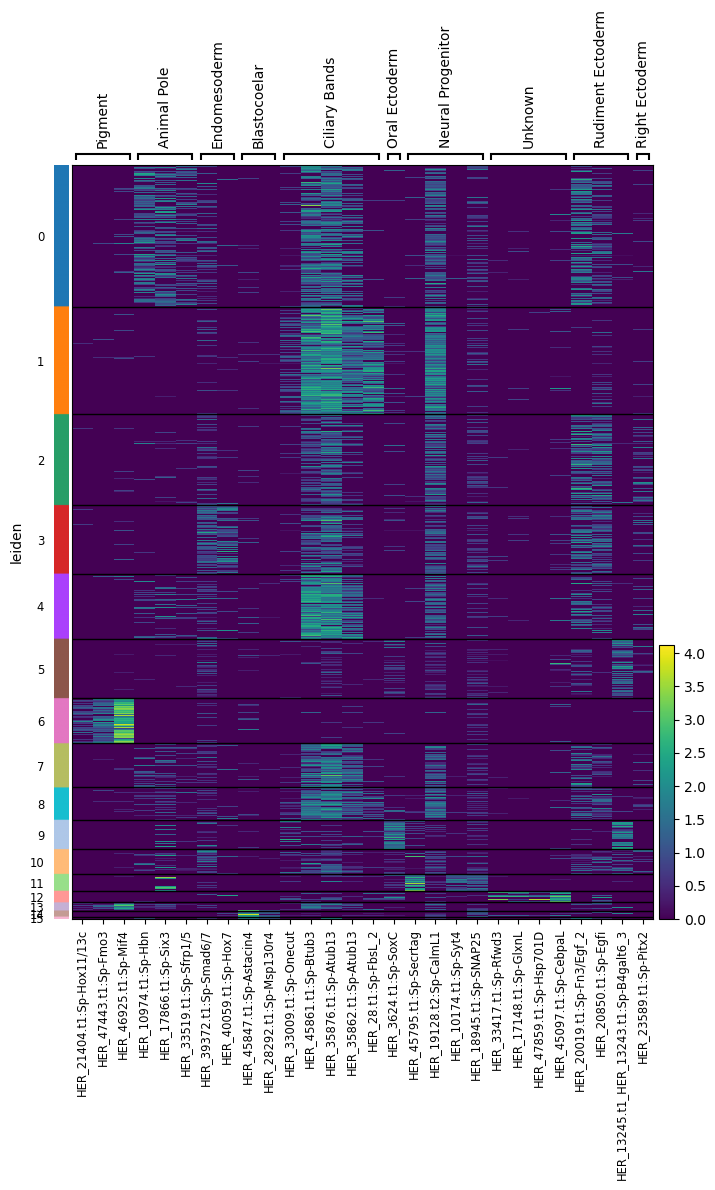 Pigment
Animal Pole
Endomesoderm
Blastocoelar
Ciliary Bands
Oral Ectoderm
Neural Progenitor
Unknown
Rudiment Ectoderm
Right Ectoderm
leiden
0
1
2
3
4
5
6
7
8
9
10
11
12
13
14
15
4.0
3.5
3.0
2.5
2.0
1.5
1.0
0.5
0.0
HER_21404.t1:Sp-Hox11/13c
HER_47443.t1:Sp-Fmo3
HER_46925.t1:Sp-Mif4
HER_10974.t1:Sp-Hbn
HER_17866.t1:Sp-Six3
HER_33519.t1:Sp-Sfrp1/5
HER_39372.t1:Sp-Smad6/7
HER_40059.t1:Sp-Hox7
HER_45847.t1:Sp-Astacin4
HER_28292.t1:Sp-Msp130r4
HER_33009.t1:Sp-Onecut
HER_45861.t1:Sp-Btub3
HER_35876.t1:Sp-Atub13
HER_35862.t1:Sp-Atub13
HER_28.t1:Sp-FbsL_2
HER_3624.t1:Sp-SoxC
HER_45795.t1:Sp-Secrtag
HER_19128.t2:Sp-CalmL1
HER_10174.t1:Sp-Syt4
HER_18945.t1:Sp-SNAP25
HER_33417.t1:Sp-Rfwd3
HER_17148.t1:Sp-GlxnL
HER_47859.t1:Sp-Hsp701D
HER_45097.t1:Sp-CebpaL
HER_20019.t1:Sp-Fn3/Egf_2
HER_20850.t1:Sp-Egfi
HER_13245.t1_HER_13243.t1:Sp-B4galt6_3
HER_23589.t1:Sp-Pitx2